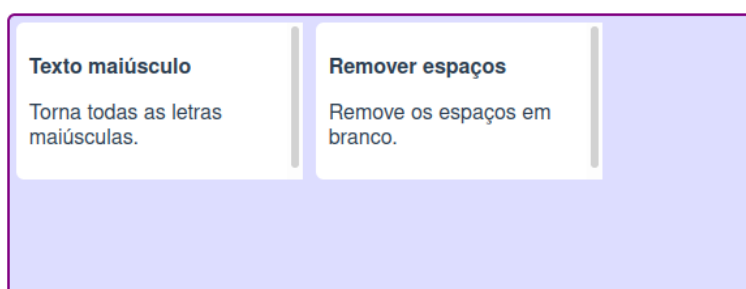 Texto maiúsculo
Torna todas as letras
maiúsculas.
Remover espaços
Remove os espaços em
branco.